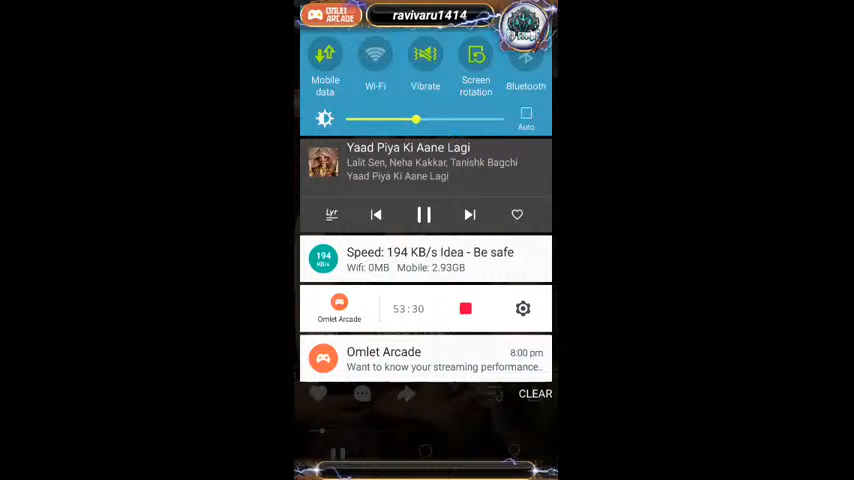 OMLET
ARCADE
ravivaru1414
Mobile data
Wi-Fi
Vibrate
Screen rotation
Bluetooth
Auto
Yaad Piya Ki Aane Lagi
Lalit Sen, Neha Kakkar, Tanishk Bagchi
Yaad Piya Ki Aane Lagi
Lyr
194
KB/s
Speed: 194 KB/s Idea - Be safe
Wifi: 0MB Mobile: 2.93GB
Omlet Arcade
53:30
Omlet Arcade
8:00 pm
Want to know your streaming performance..
CLEAR